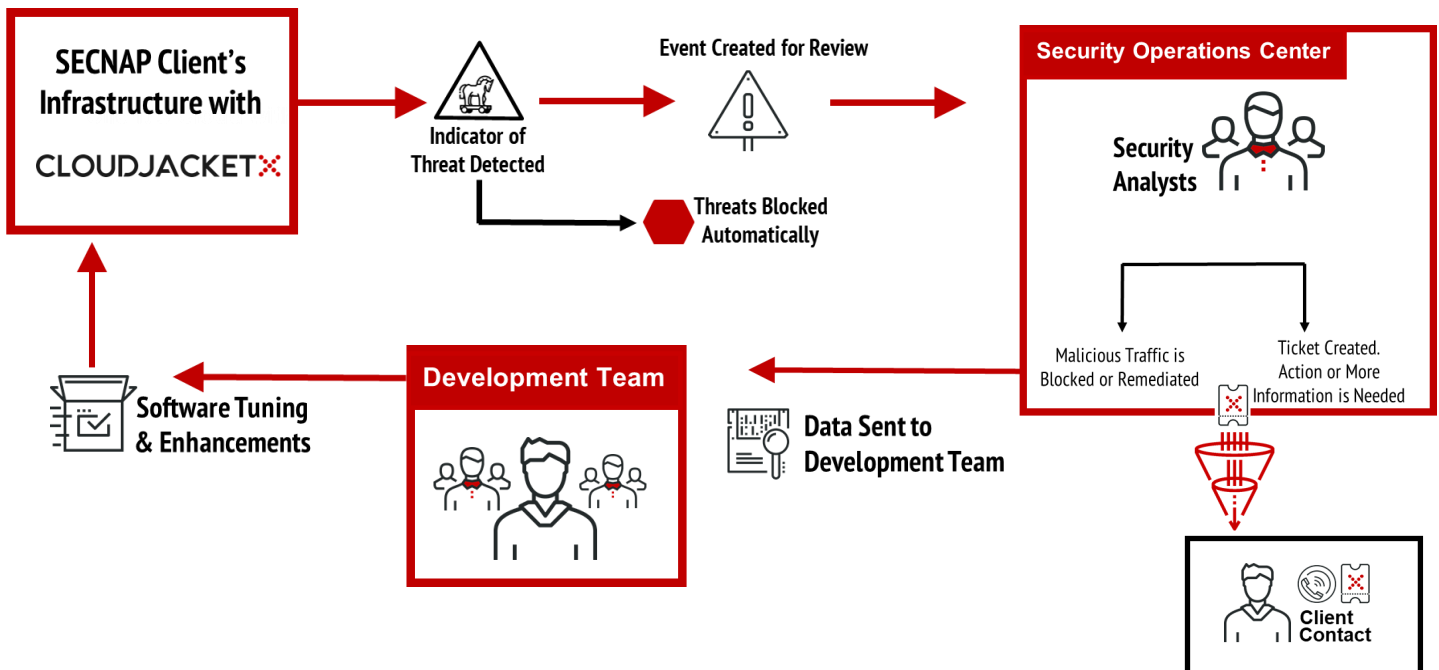 SECNAP Client's
Infrastructure with
CLOUDJACKETX
Indicator of
Threat Detected
Event Created for Review
Threats Blocked
Automatically
Security Operations Center
Security
Analysts
Malicious Traffic is
Blocked or Remediated
Ticket Created.
Action or More
Information is Needed
Client
Contact
Data Sent to
Development Team
Development Team
Software Tuning
& Enhancements